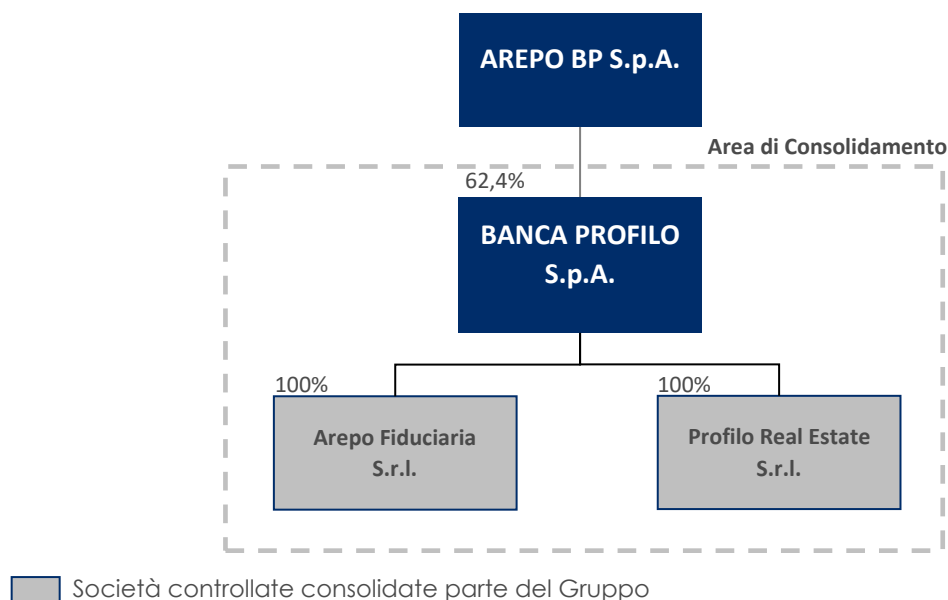 AREPO BP S.p.A.
Area di Consolidamento
62,4%
BANCA PROFILO
S.p.A.
100%
100%
Arepo Fiduciaria
S.r.l.
Profilo Real Estate
S.r.l.
Società controllate consolidate parte del Gruppo